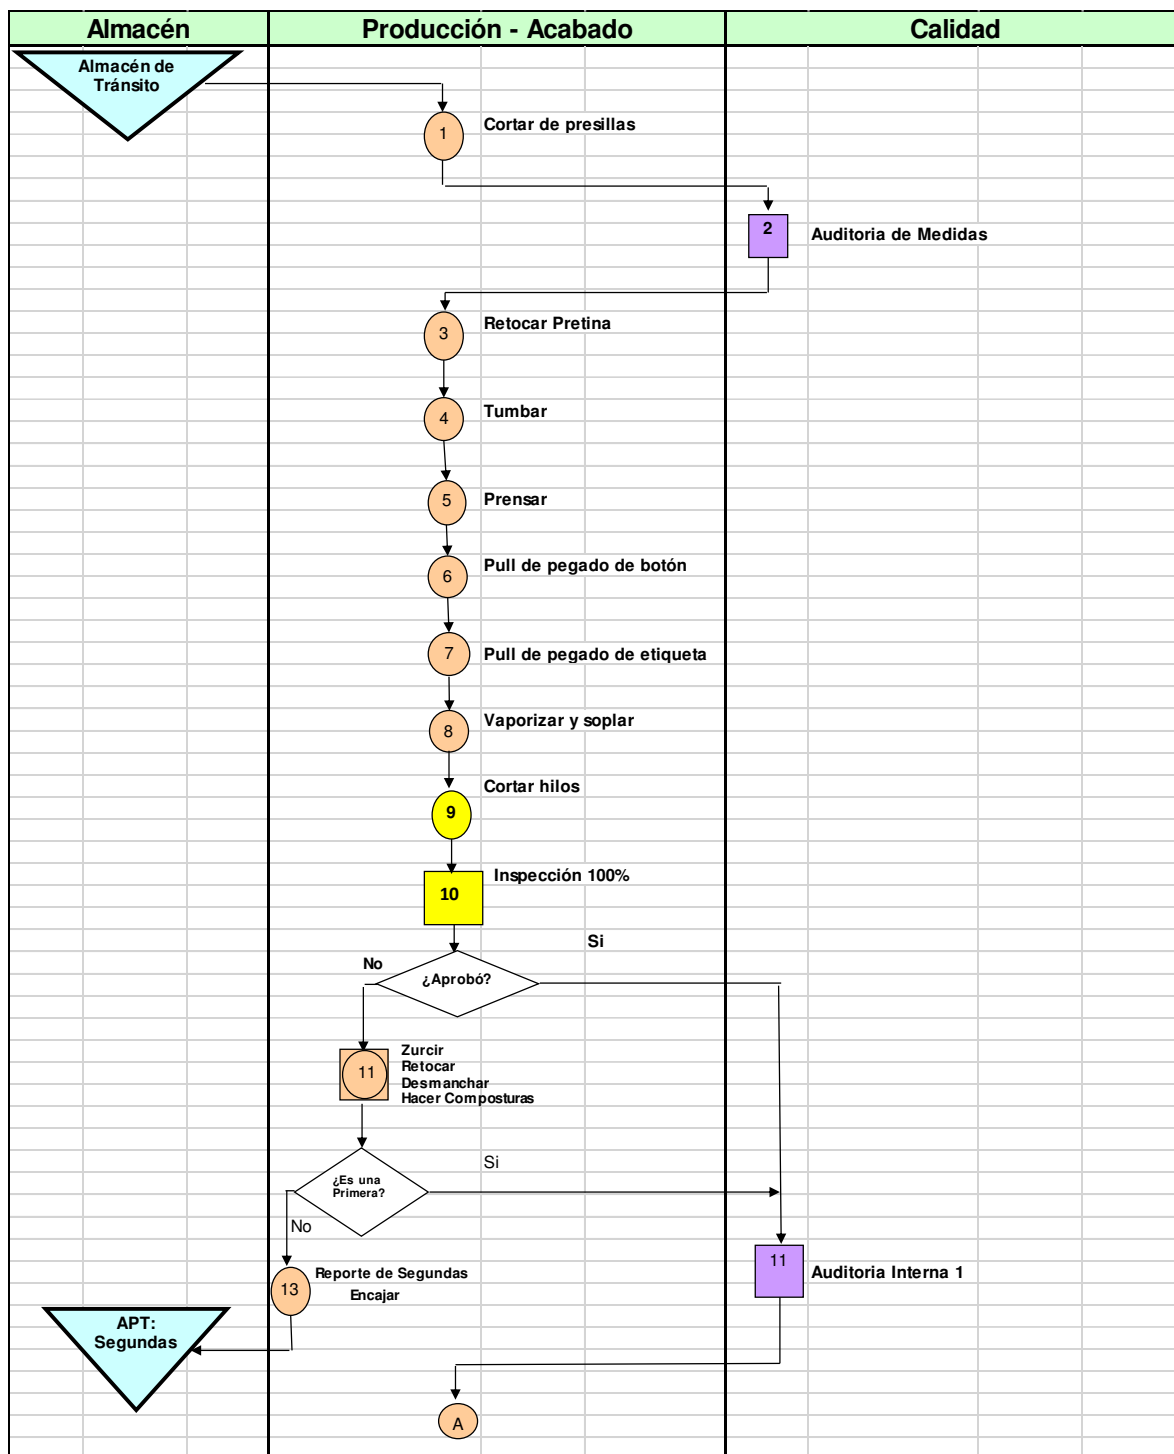 Almacén
Producción - Acabado
Calidad
Almacén de
Tránsito
1
Cortar de presillas
2
Auditoria de Medidas
3
Retocar Pretina
4
Tumbar
5
Prensar
6
Pull de pegado de botón
7
Pull de pegado de etiqueta
8
Vaporizar y soplar
Cortar hilos
9
Inspección 100%
10
Si
No
¿Aprobó?
11
Zurcir
Retocar
Desmanchar
Hacer Composturas
Si
¿Es una
Primera?
No
11
Auditoria Interna 1
13
Reporte de Segundas
Encajar
APT:
Segundas
A